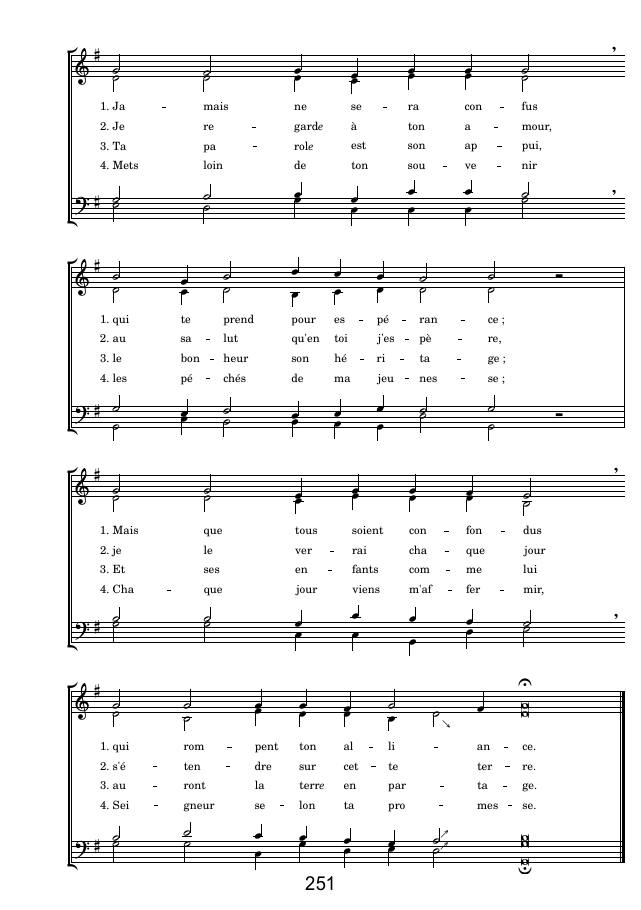 1. Ja – mais ne se – ra con – fus
2. Je re – garde à ton a – mour,
3. Ta pa – role est son ap – pui,
4. Mets loin de ton sou – ve – nir
1. qui te prend pour es – pé – ran – ce ;
2. au sa – lut qu'en toi j'es – pè – re,
3. le bon – heur son hé – ri – ta – ge ;
4. les pé – chés de ma jeu – nes – se ;
1. Mais que tous soient con – fon – dus
2. je le ver – rai cha – que jour
3. Et ses en – fants com – me lui
4. Cha – que jour viens m'af – fer – mir,
1. qui rom – pent ton al – li – an – ce.
2. s'é – ten – dre sur cet – te ter – re.
3. au – ront la terre en par – ta – ge.
4. Sei – gneur se – lon ta pro – mes – se.
251